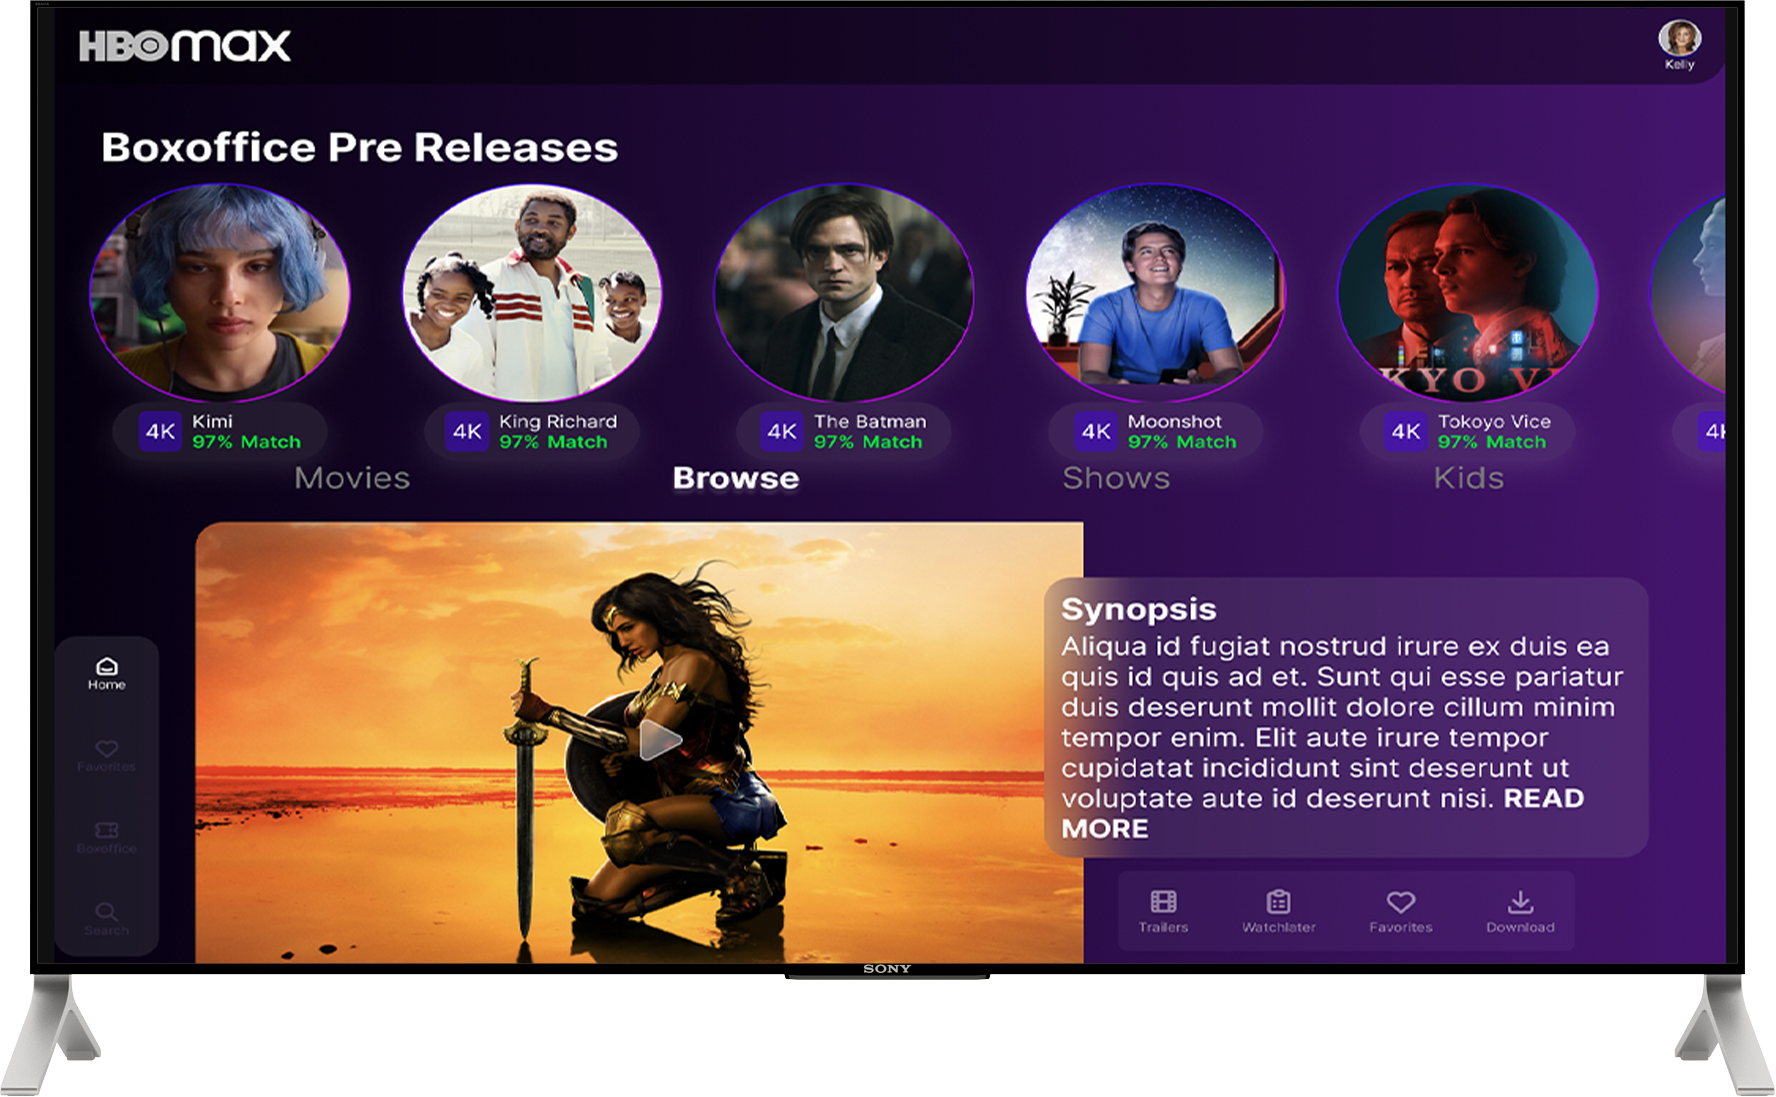 HBOmax
Kelly
Boxoffice Pre Releases
4K
Kimi
97% Match
4K
King Richard
97% Match
4K
The Batman
97% Match
4K
Moonshot
97% Match
KYO VI
4K
Tokoyo Vice
97% Match
4K
Movies
Browse
Shows
Kids
Synopsis
Aliqua id fugiat nostrud irure ex duis ea
quis id quis ad et. Sunt qui esse pariatur
duis deserunt mollit dolore cillum minim
tempor enim. Elit aute irure tempor
cupidatat incididunt sint deserunt ut
voluptate aute id deserunt nisi. READ
MORE
Home
Favorites
Boxoffice
Search
Trailers
Watchlater
Favorites
Download
SONY